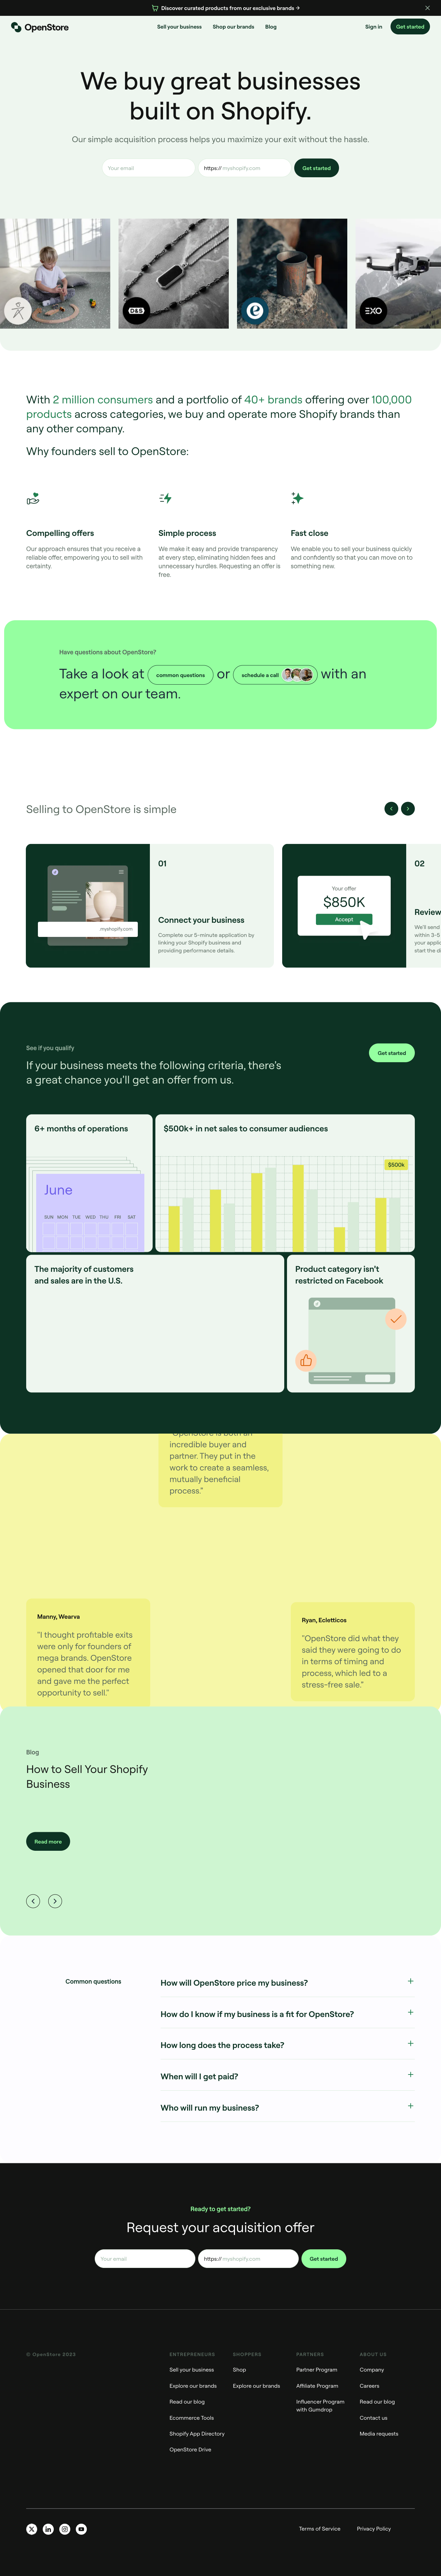 Discover curated products from our exclusive brands →
OpenStore
Sell your business
Shop our brands
Blog
Sign in
Get started
We buy great businesses
built on Shopify.
Our simple acquisition process helps you maximize your exit without the hassle.
Your email
https:// myshopify.com
Get started
O&S
EXO
With 2 million consumers and a portfolio of 40+ brands offering over 100,000
products across categories, we buy and operate more Shopify brands than
any other company.
Why founders sell to OpenStore:
Compelling offers
Our approach ensures that you receive a
reliable offer, empowering you to sell with
certainty.
Simple process
We make it easy and provide transparency
at every step, eliminating hidden fees and
unnecessary hurdles. Requesting an offer is
free.
Fast close
We enable you to sell your business quickly
and confidently so that you can move on to
something new.
Have questions about OpenStore?
Take a look at common questions or schedule a call with an
expert on our team.
Selling to OpenStore is simple
.myshopify.com
01
Connect your business
Complete our 5-minute application by
linking your Shopify business and
providing performance details.
Your offer
$850K
Accept
02
Review
We'll send
within 3-5
your applic
start the di
See if you qualify
If your business meets the following criteria, there's
a great chance you'll get an offer from us.
Get started
6+ months of operations
June
SUN MON TUE WED THU FRI SAT
$500k+ in net sales to consumer audiences
$500k
The majority of customers
and sales are in the U.S.
Product category isn't
restricted on Facebook
"OpenStore is both an
incredible buyer and
partner. They put in the
work to create a seamless,
mutually beneficial
process."
Manny, Wearva
"I thought profitable exits
were only for founders of
mega brands. OpenStore
opened that door for me
and gave me the perfect
opportunity to sell."
Ryan, Ecletticos
"OpenStore did what they
said they were going to do
in terms of timing and
process, which led to a
stress-free sale."
Blog
How to Sell Your Shopify
Business
Read more
Common questions
How will OpenStore price my business?
How do I know if my business is a fit for OpenStore?
How long does the process take?
When will I get paid?
Who will run my business?
Ready to get started?
Request your acquisition offer
Your email
https:// myshopify.com
Get started
© OpenStore 2023
ENTREPRENEURS
Sell your business
Explore our brands
Read our blog
Ecommerce Tools
Shopify App Directory
OpenStore Drive
SHOPPERS
Shop
Explore our brands
PARTNERS
Partner Program
Affiliate Program
Influencer Program
with Gumdrop
ABOUT US
Company
Careers
Read our blog
Contact us
Media requests
Terms of Service
Privacy Policy